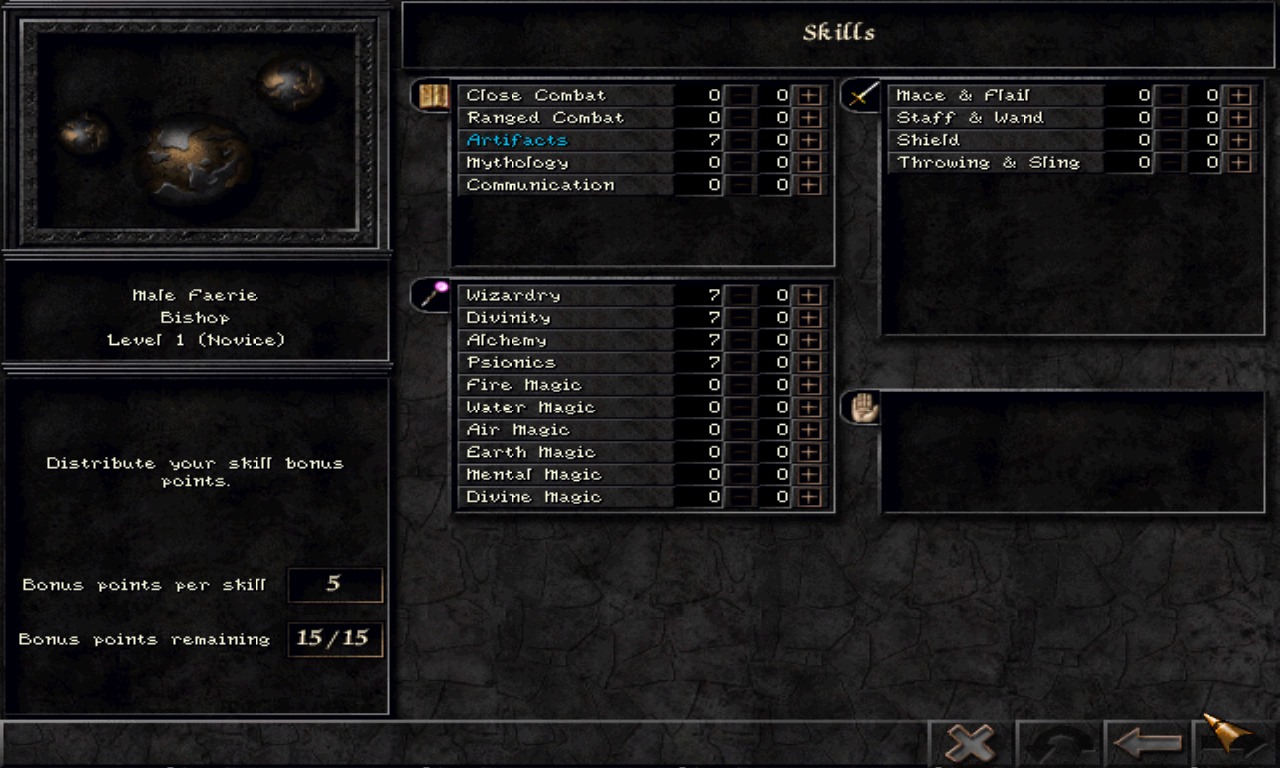 Skills
Close Combat 0 0
Ranged Combat 0 0
Artifacts 7 0
Mythology 0 0
Communication 0 0
Mace & Flail 0 0
Staff & Wand 0 0
Shield 0 0
Throwing & Sling 0 0
Wizardry 7 0
Divinity 7 0
Alchemy 7 0
Psionics 7 0
Fire Magic 0 0
Water Magic 0 0
Air Magic 0 0
Earth Magic 0 0
Mental Magic 0 0
Divine Magic 0 0
Male Faerie
Bishop
Level 1 (Novice)
Distribute your skill bonus
points.
Bonus points per skill 5
Bonus points remaining 15/15